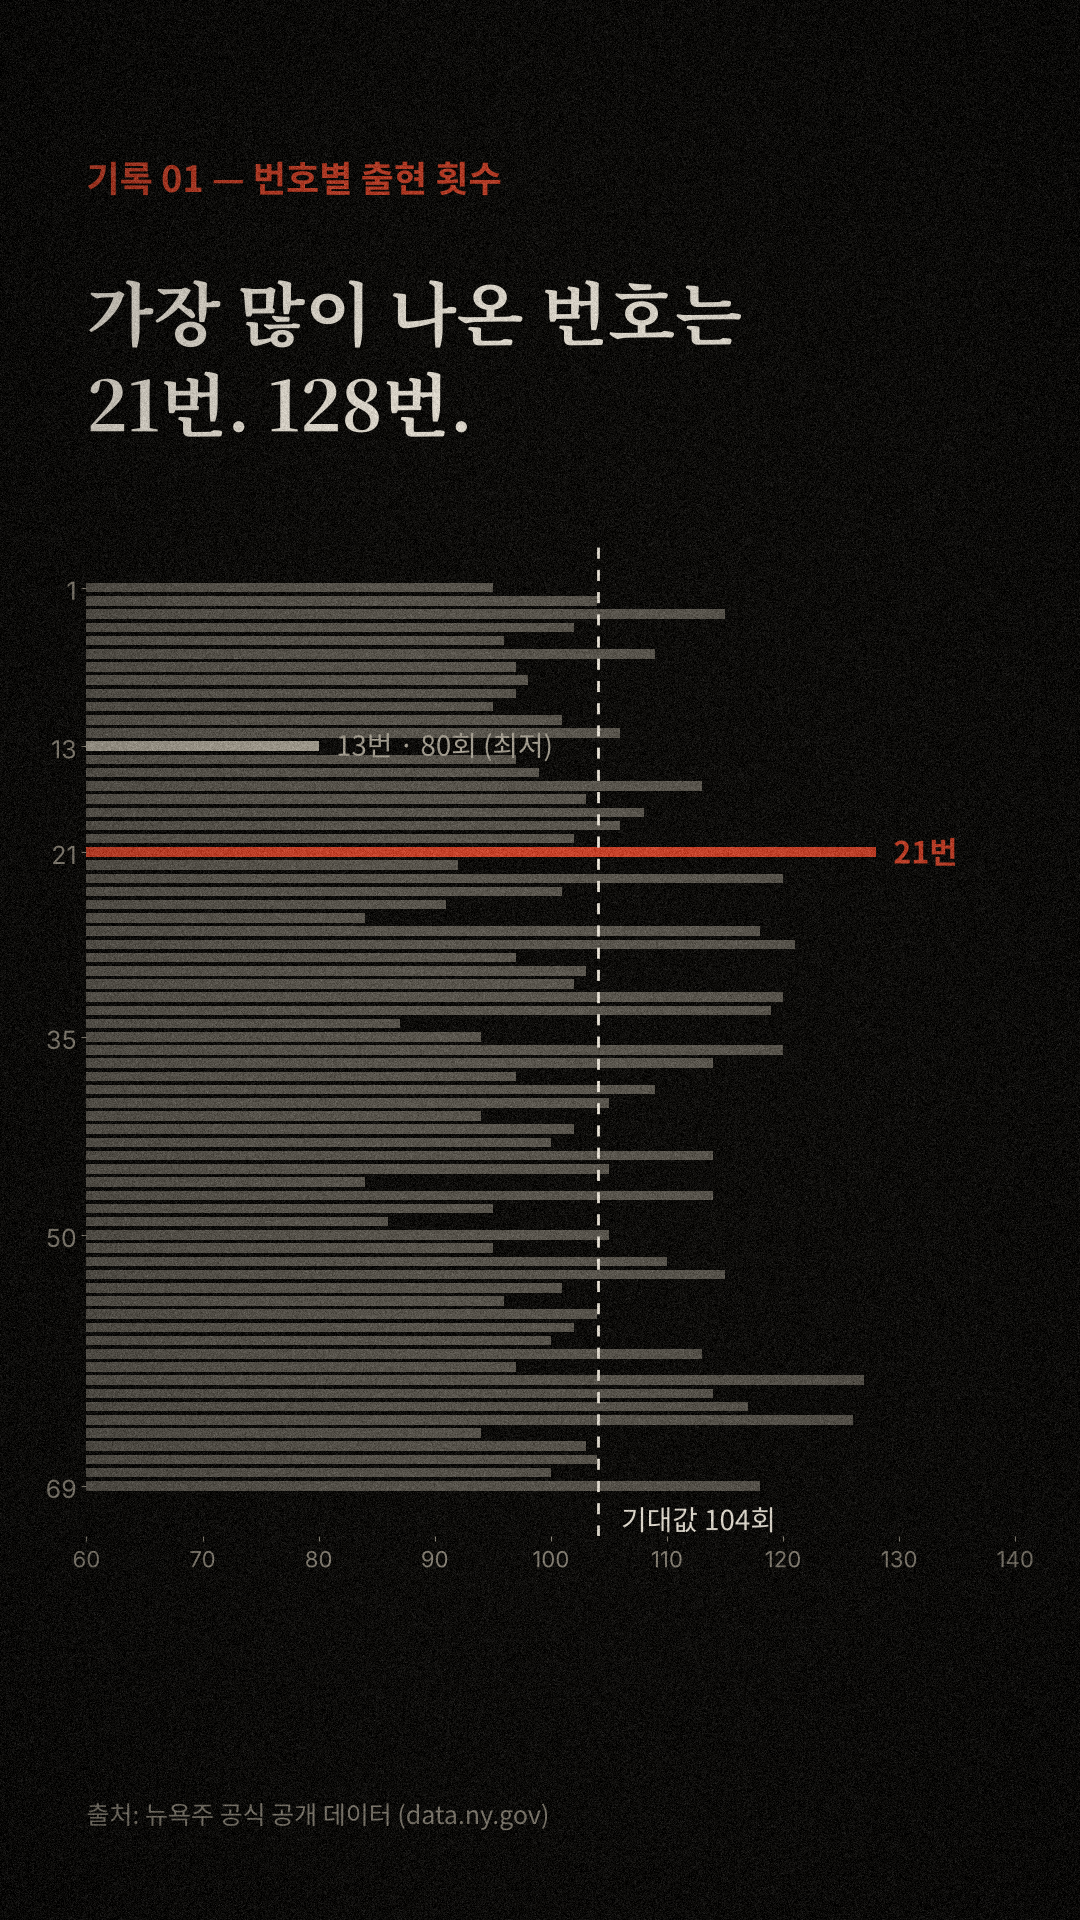 기록 01 — 번호별 출현 횟수
가장 많이 나온 번호는
21번. 128번.
1
13
13번 · 80회 (최저)
21
21번
35
50
69
기대값 104회
60 70 80 90 100 110 120 130 140
출처: 뉴욕주 공식 공개 데이터 (data.ny.gov)